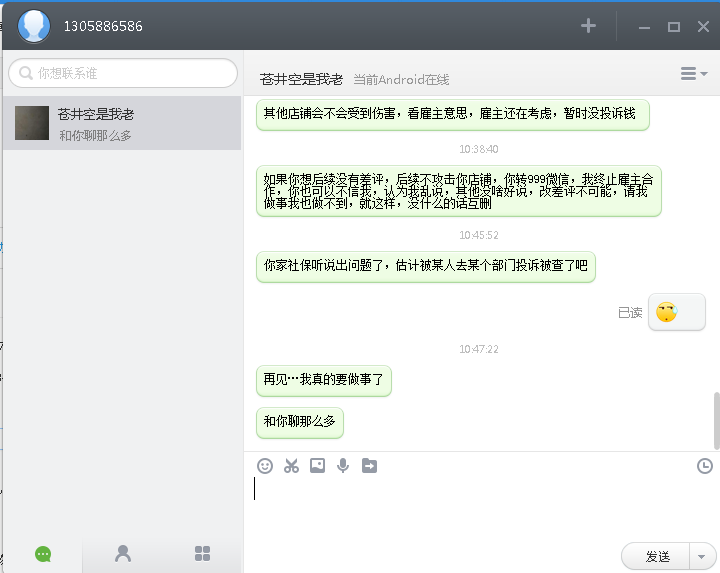 1305886586
你想联系谁
苍井空是我老
和你聊那么多
苍井空是我老 当前Android在线
其他店铺会不会受到伤害，看雇主意思，雇主还在考虑，暂时没投诉钱
10:38:40
如果你想后续没有差评，后续不攻击你店铺，你转999微信，我终止雇主合
作，你也可以不信我，认为我乱说，其他没啥好说，改差评不可能，请我
做事我也做不到，就这样，没什么的话互删
10:45:52
你家社保听说出问题了，估计被某人去某个部门投诉被查了吧
已读
10:47:22
再见…我真的要做事了
和你聊那么多
发送